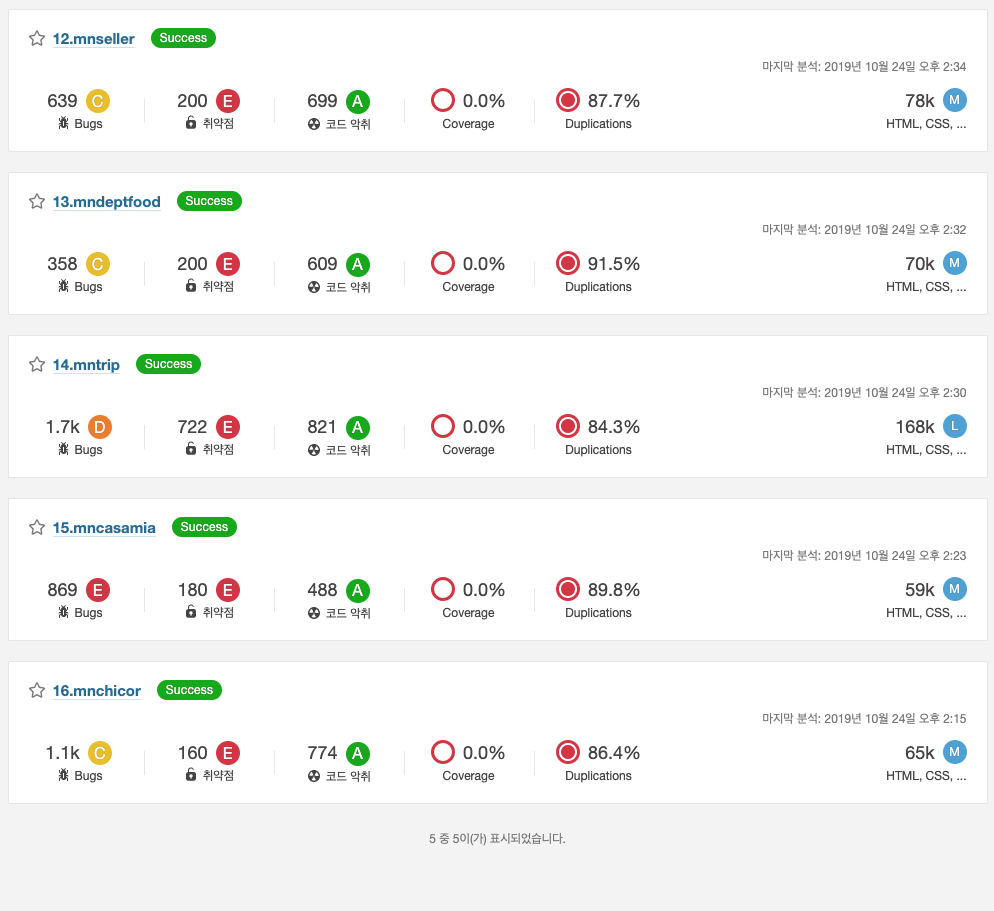 12.mnseller Success
마지막 분석: 2019년 10월 24일 오후 2:34
639 C 200 E 699 A 0.0% 87.7% 78k M
Bugs 취약점 코드 악취 Coverage Duplications HTML, CSS, ...
13.mndeptfood Success
마지막 분석: 2019년 10월 24일 오후 2:32
358 C 200 E 609 A 0.0% 91.5% 70k M
Bugs 취약점 코드 악취 Coverage Duplications HTML, CSS, ...
14.mntrip Success
마지막 분석: 2019년 10월 24일 오후 2:30
1.7k D 722 E 821 A 0.0% 84.3% 168k L
Bugs 취약점 코드 악취 Coverage Duplications HTML, CSS, ...
15.mncasamia Success
마지막 분석: 2019년 10월 24일 오후 2:23
869 E 180 E 488 A 0.0% 89.8% 59k M
Bugs 취약점 코드 악취 Coverage Duplications HTML, CSS, ...
16.mnchicor Success
마지막 분석: 2019년 10월 24일 오후 2:15
1.1k C 160 E 774 A 0.0% 86.4% 65k M
Bugs 취약점 코드 악취 Coverage Duplications HTML, CSS, ...
5 중 5이(가) 표시되었습니다.